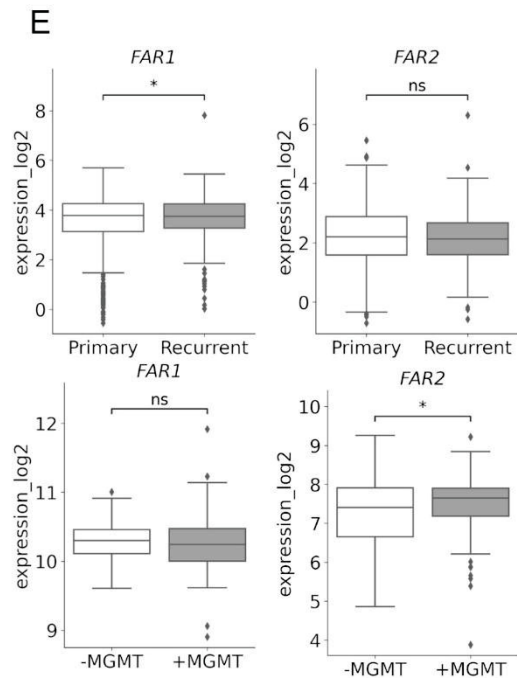 E
FAR1
*
8
6
4
2
0
expression_log2
Primary
Recurrent
FAR2
ns
6
4
2
0
expression_log2
Primary
Recurrent
FAR1
ns
12
11
10
9
expression_log2
-MGMT
+MGMT
FAR2
*
10
9
8
7
6
5
4
expression_log2
-MGMT
+MGMT